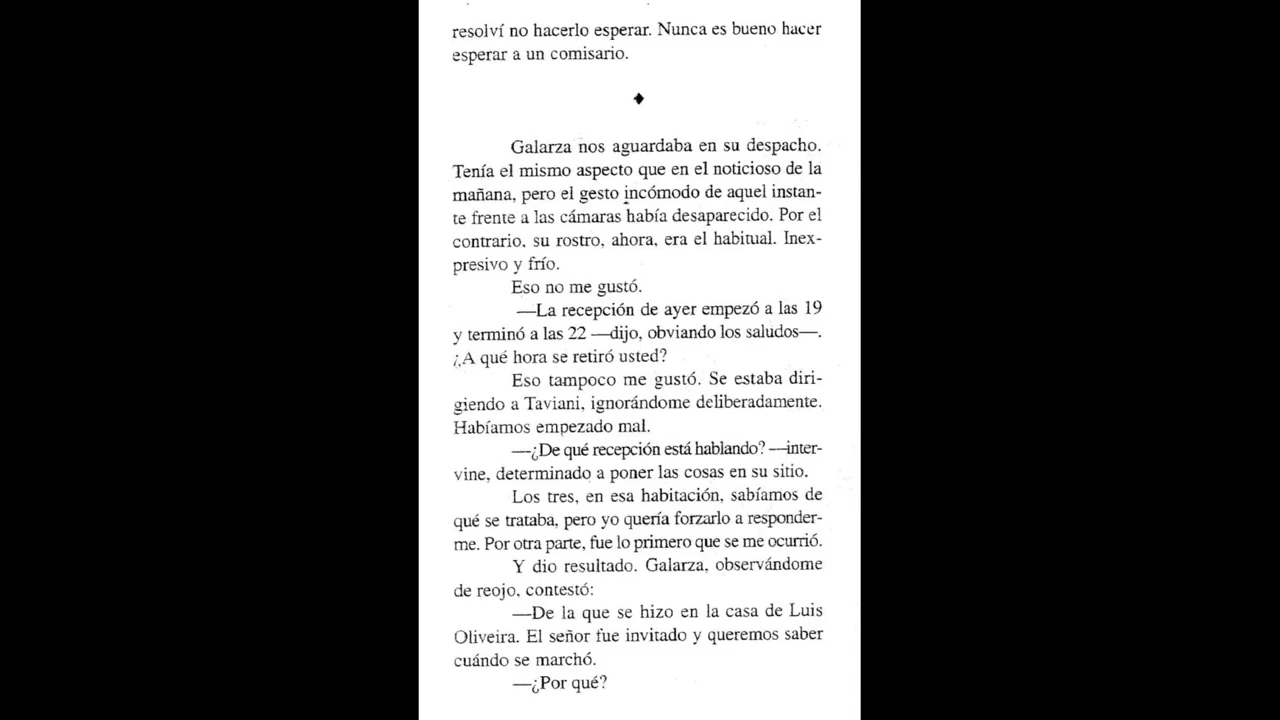 resolví no hacerlo esperar. Nunca es bueno hacer
esperar a un comisario.
♦
Galarza nos aguardaba en su despacho.
Tenía el mismo aspecto que en el noticioso de la
mañana, pero el gesto incómodo de aquel instan-
te frente a las cámaras había desaparecido. Por el
contrario, su rostro, ahora, era el habitual. Inex-
presivo y frío.
Eso no me gustó.
—La recepción de ayer empezó a las 19
y terminó a las 22 —dijo, obviando los saludos—.
¿A qué hora se retiró usted?
Eso tampoco me gustó. Se estaba diri-
giendo a Taviani, ignorándome deliberadamente.
Habíamos empezado mal.
—¿De qué recepción está hablando? —inter-
vine, determinado a poner las cosas en su sitio.
Los tres, en esa habitación, sabíamos de
qué se trataba, pero yo quería forzarlo a responder-
me. Por otra parte, fue lo primero que se me ocurrió.
Y dio resultado. Galarza, observándome
de reojo, contestó:
—De la que se hizo en la casa de Luis
Oliveira. El señor fue invitado y queremos saber
cuándo se marchó.
—¿Por qué?